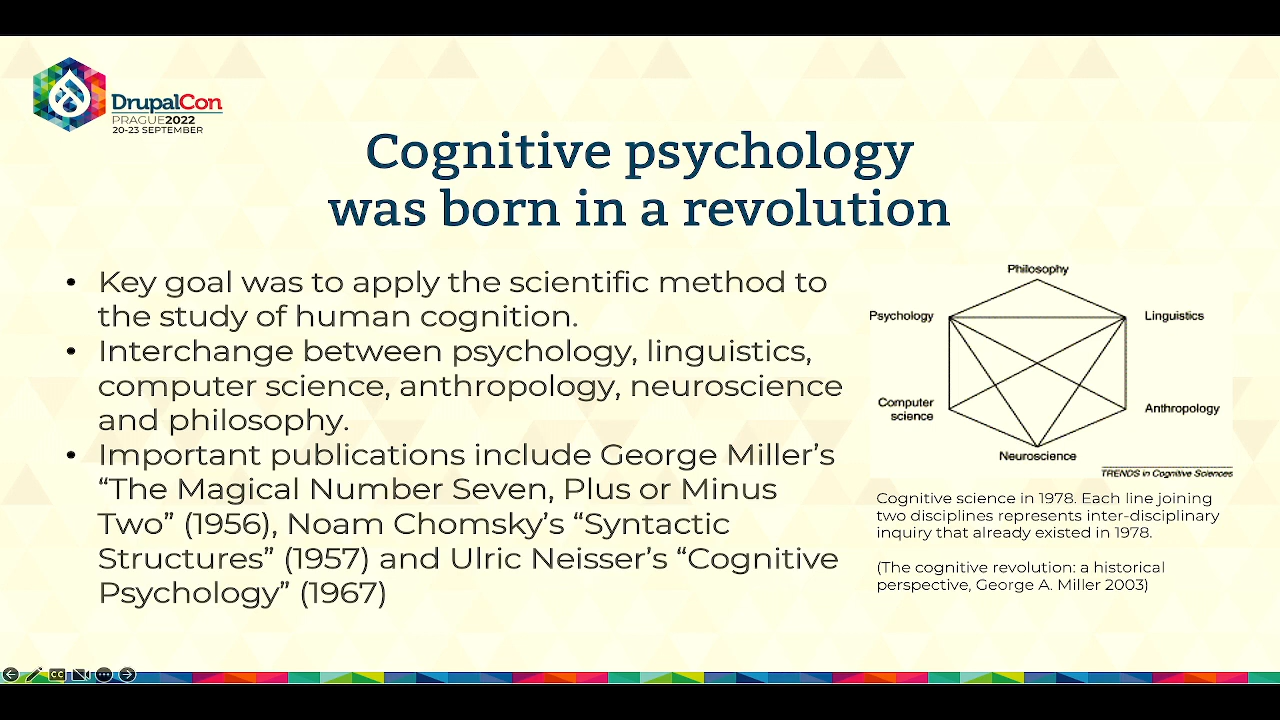 DrupalCon
PRAGUE2022
20-23 SEPTEMBER
Cognitive psychology
was born in a revolution
• Key goal was to apply the scientific method to
the study of human cognition.
• Interchange between psychology, linguistics,
computer science, anthropology, neuroscience
and philosophy.
• Important publications include George Miller’s
“The Magical Number Seven, Plus or Minus
Two” (1956), Noam Chomsky’s “Syntactic
Structures” (1957) and Ulric Neisser’s “Cognitive
Psychology” (1967)
Philosophy
Psychology
Linguistics
Computer
science
Anthropology
Neuroscience
TRENDS in Cognitive Sciences
Cognitive science in 1978. Each line joining
two disciplines represents inter-disciplinary
inquiry that already existed in 1978.
(The cognitive revolution: a historical
perspective, George A. Miller 2003)
CC